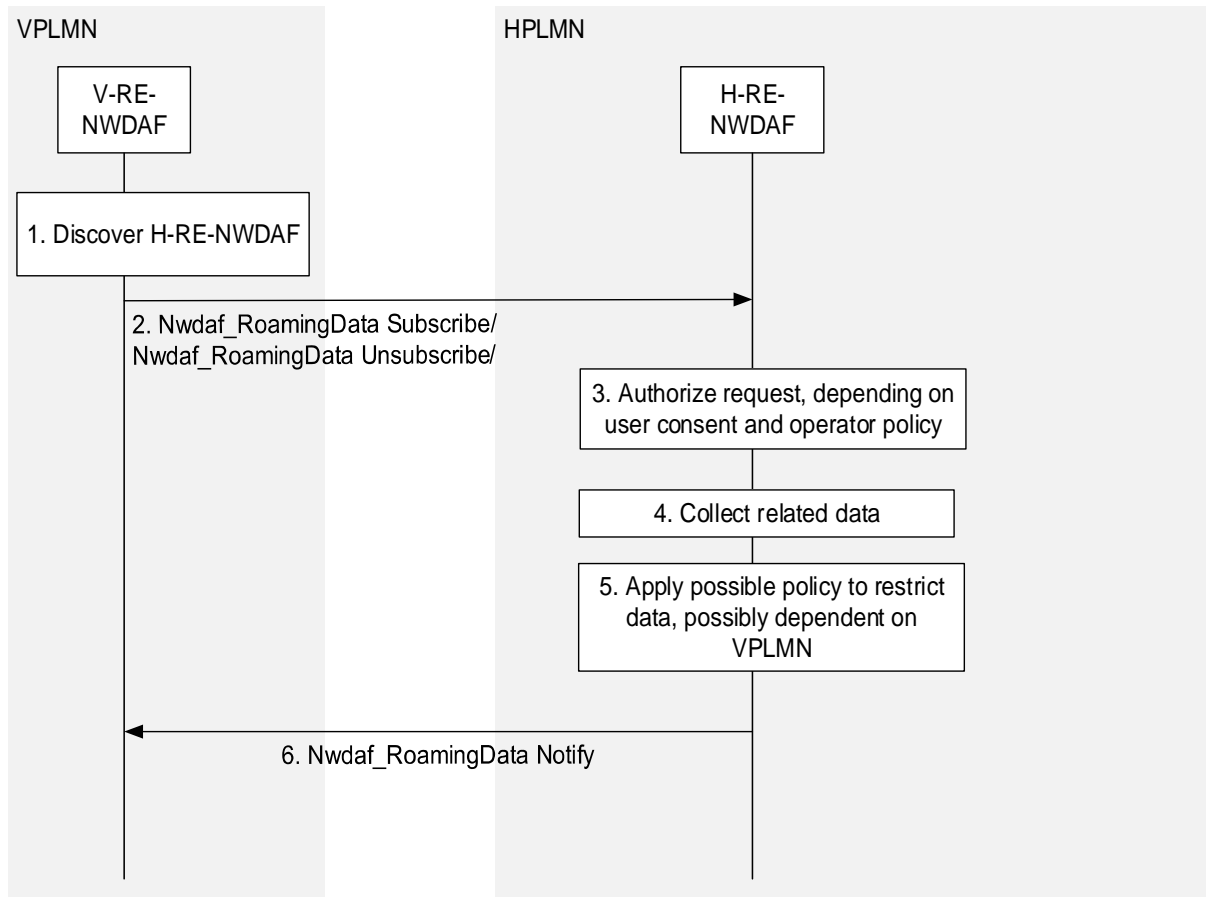 VPLMN
HPLMN
V-RE-
NWDAF
H-RE-
NWDAF
1. Discover H-RE-NWDAF
2. Nwdaf_RoamingData Subscribe/
Nwdaf_RoamingData Unsubscribe/
3. Authorize request, depending on
user consent and operator policy
4. Collect related data
5. Apply possible policy to restrict
data, possibly dependent on
VPLMN
6. Nwdaf_RoamingData Notify